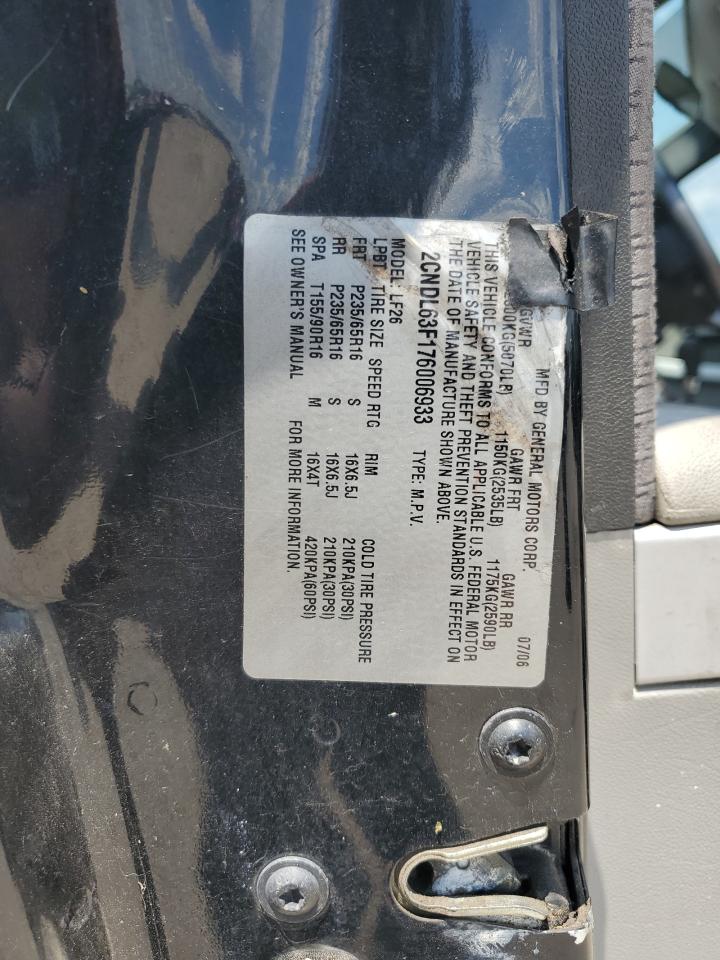 MFD BY GENERAL MOTORS CORP. 07/06
GVWR GAWR FRT GAWR RR
(5070LB) 1150KG(2535LB) 1175KG(2590LB)
THIS VEHICLE CONFORMS TO ALL APPLICABLE U.S. FEDERAL MOTOR
VEHICLE SAFETY AND THEFT PREVENTION STANDARDS IN EFFECT ON
THE DATE OF MANUFACTURE SHOWN ABOVE.
2CNDL63F176006933 TYPE: M.P.V.
MODEL: LF26
LPBP TIRE SIZE SPEED RTG RIM COLD TIRE PRESSURE
FRT P235/65R16 S 16X6.5J 210KPA(30PSI)
RR P235/65R16 S 16X6.5J 210KPA(30PSI)
SPA T155/90R16 M 16X4T 420KPA(60PSI)
SEE OWNER'S MANUAL FOR MORE INFORMATION.